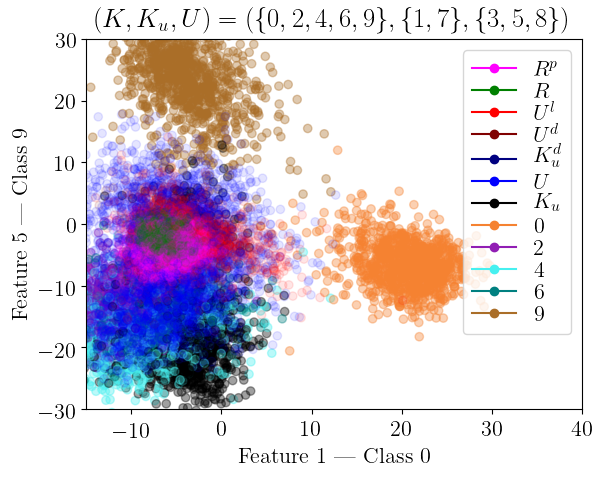 (K, K_u, U) = ({0, 2, 4, 6, 9}, {1, 7}, {3, 5, 8})
30
20
10
0
−10
−20
−30
Feature 5 — Class 9
R^p
R
U^l
U^d
K_u^d
U
K_u
0
2
4
6
9
−10 0 10 20 30 40
Feature 1 — Class 0